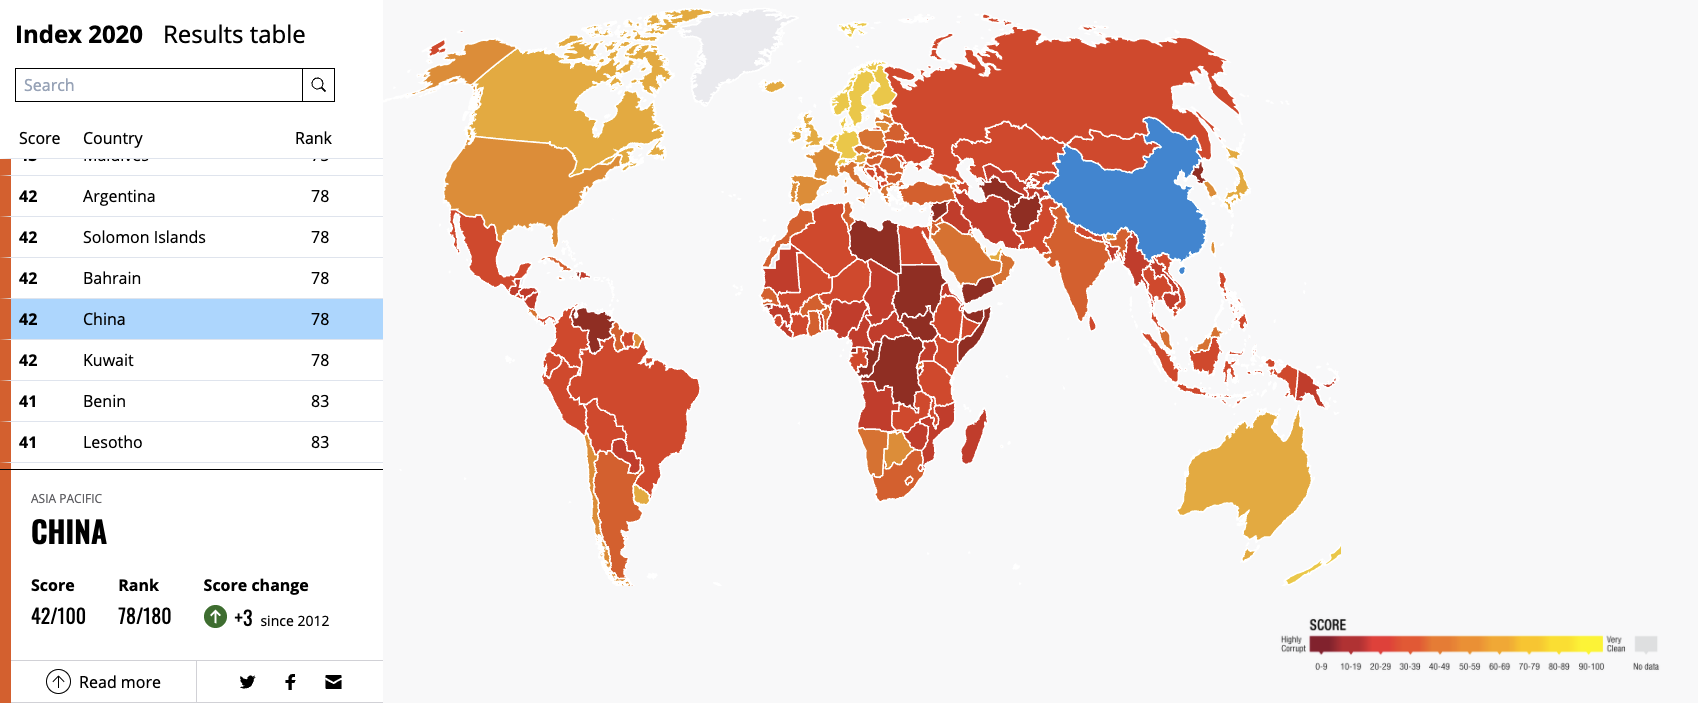 Index 2020 Results table
Search
Score Country Rank
43 Maldives 75
42 Argentina 78
42 Solomon Islands 78
42 Bahrain 78
42 China 78
42 Kuwait 78
41 Benin 83
41 Lesotho 83
ASIA PACIFIC
CHINA
Score Rank Score change
42/100 78/180 +3 since 2012
Read more
SCORE
Highly Corrupt
Very Clean
0-9 10-19 20-29 30-39 40-49 50-59 60-69 70-79 80-89 90-100 No data